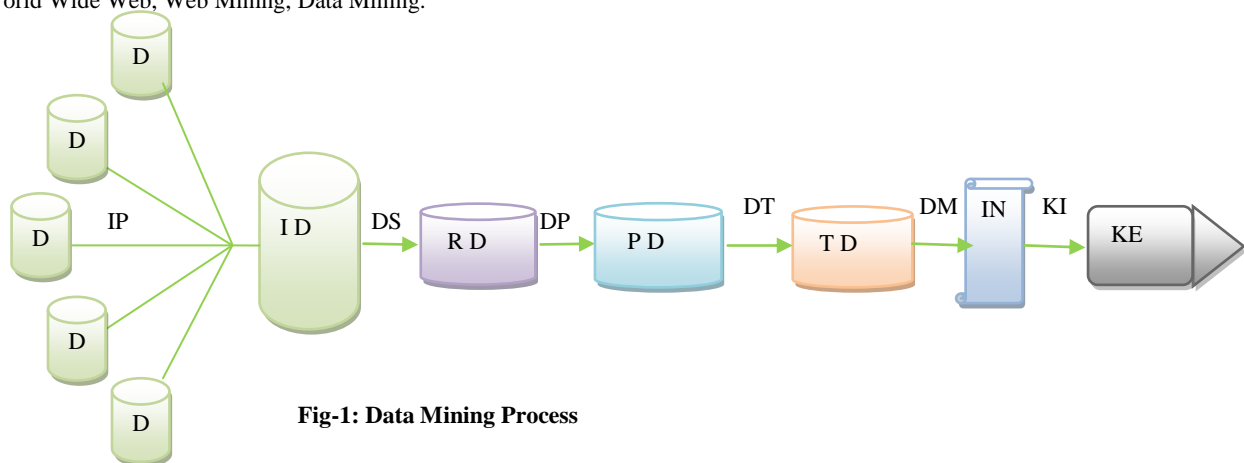 World Wide Web, Web Mining, Data Mining.
D
D
D
D
D
IP
I D
DS
R D
DP
P D
DT
T D
DM
IN
KI
KE
Fig-1: Data Mining Process